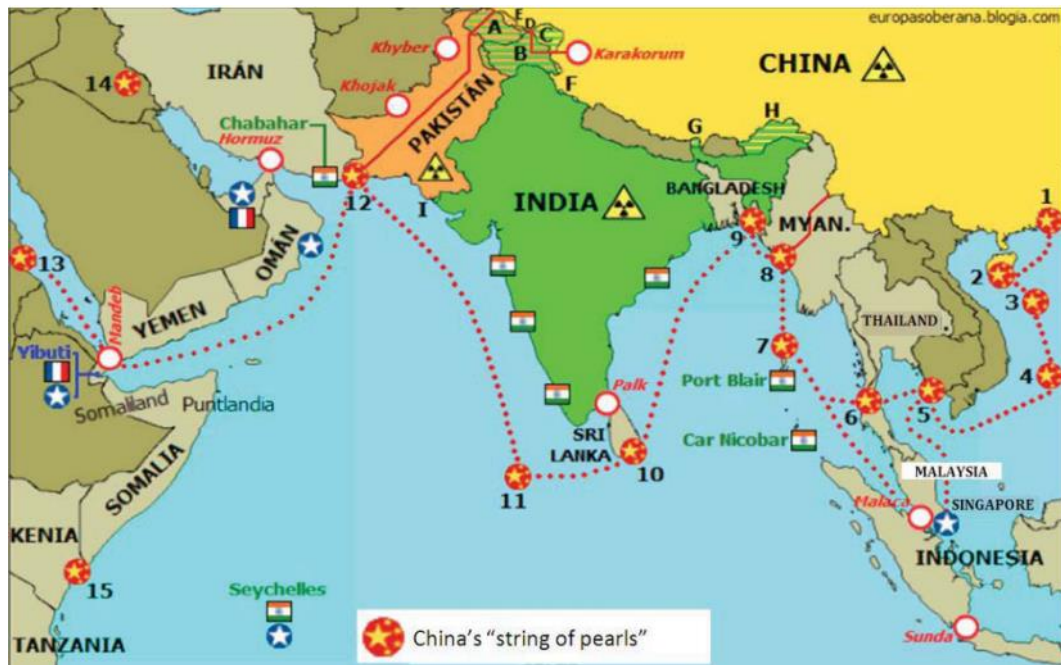 europasoberana.blogia.com
E
D
A
C
Khyber
Karakorum
B
CHINA
IRÁN
14
Khojak
F
PAKISTÁN
H
Chabahar
Hormuz
G
1
BANGLADESH
INDIA
I
12
MYAN.
OMÁN
9
2
13
8
3
YEMEN
Mandeb
THAILAND
7
Yibuti
4
Port Blair
Palk
Somaliland
Puntlandia
6
5
SRI
LANKA
Car Nicobar
SOMALIA
10
MALAYSIA
11
Malaca
SINGAPORE
KENIA
INDONESIA
15
Seychelles
China's “string of pearls”
Sunda
TANZANIA